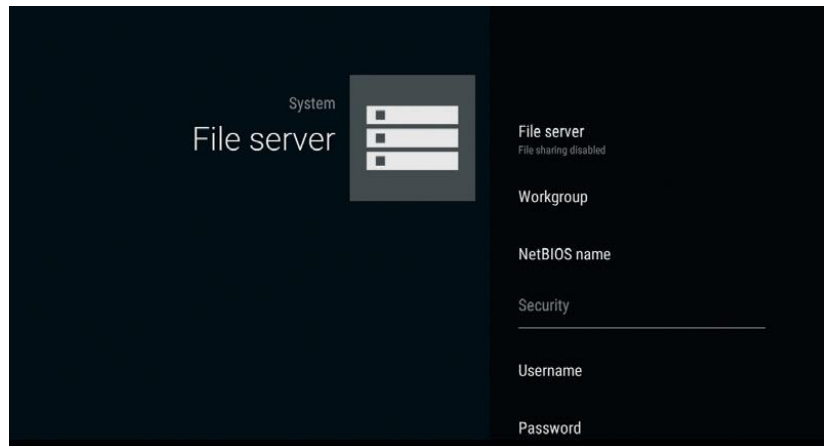 System
File server
File server
File sharing disabled
Workgroup
NetBIOS name
Security
Username
Password